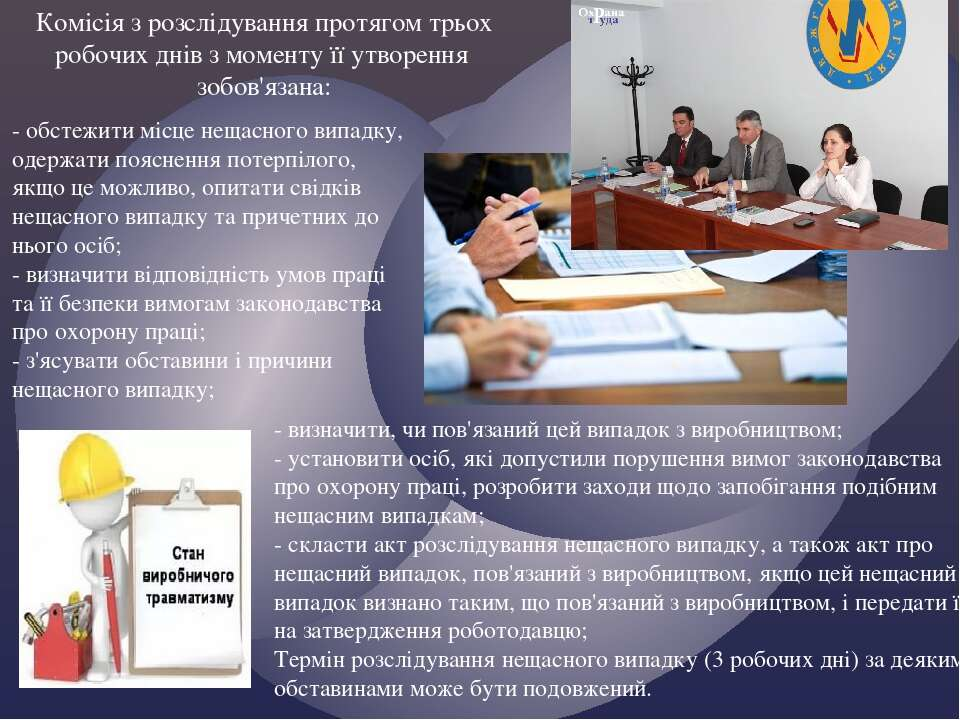 Комісія з розслідування протягом трьох
робочих днів з моменту її утворення
зобов'язана:
- обстежити місце нещасного випадку,
одержати пояснення потерпілого,
якщо це можливо, опитати свідків
нещасного випадку та причетних до
нього осіб;
- визначити відповідність умов праці
та її безпеки вимогам законодавства
про охорону праці;
- з'ясувати обставини і причини
нещасного випадку;
Охрана
труда
- визначити, чи пов'язаний цей випадок з виробництвом;
- установити осіб, які допустили порушення вимог законодавства
про охорону праці, розробити заходи щодо запобігання подібним
нещасним випадкам;
- скласти акт розслідування нещасного випадку, а також акт про
нещасний випадок, пов'язаний з виробництвом, якщо цей нещасний
випадок визнано таким, що пов'язаний з виробництвом, і передати ї
на затвердження роботодавцю;
Термін розслідування нещасного випадку (3 робочих дні) за деяким
обставинами може бути подовжений.
Стан
виробничого
травматизму